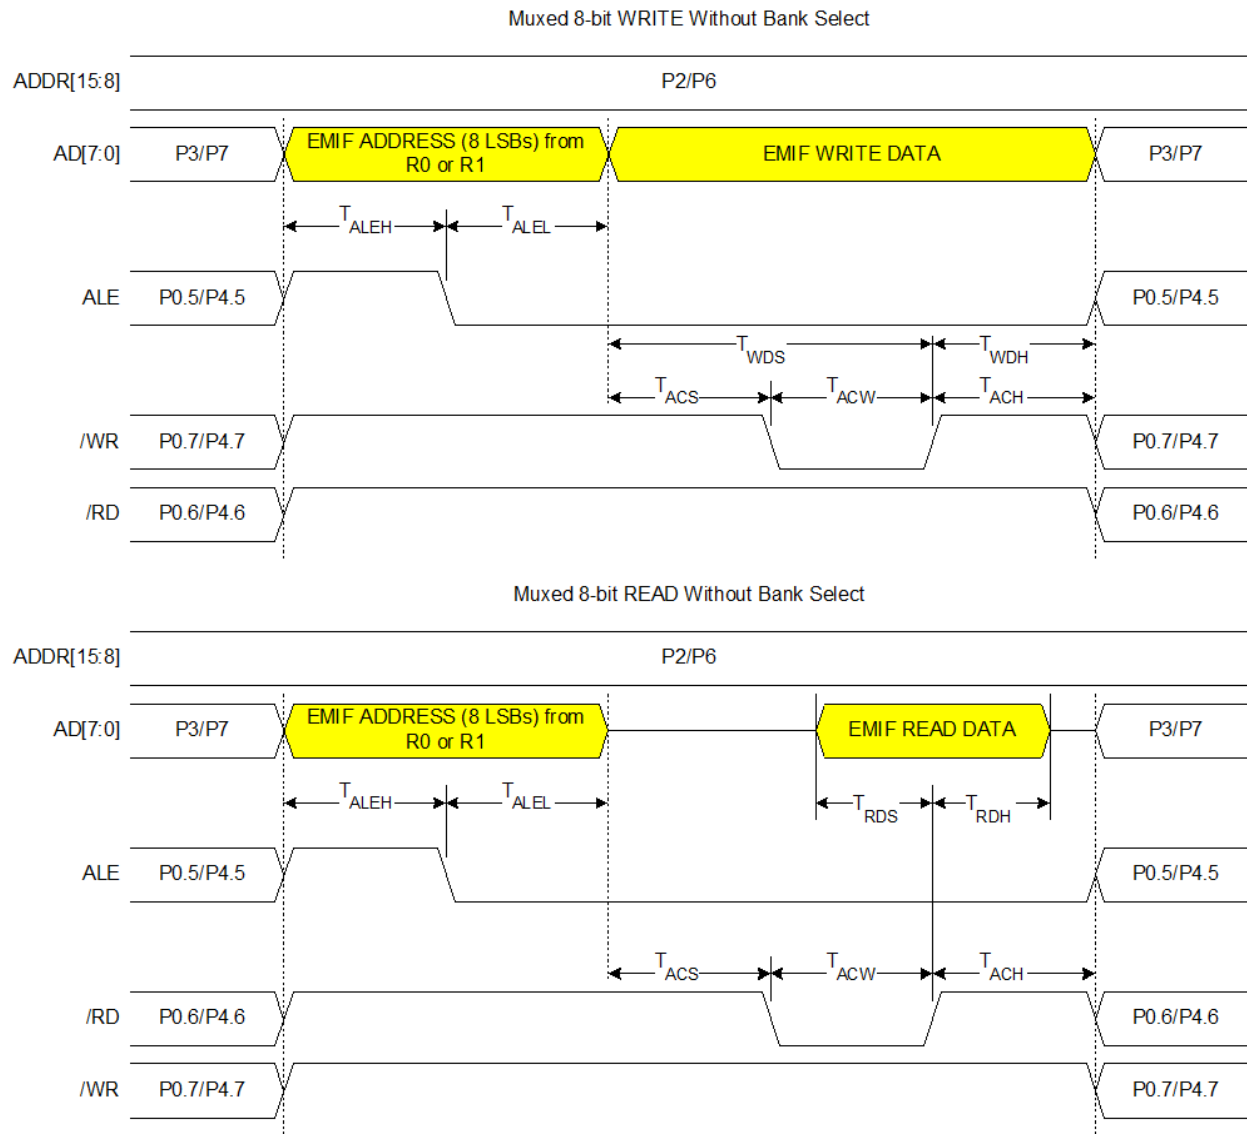 Muxed 8-bit WRITE Without Bank Select
ADDR[15:8] P2/P6
AD[7:0] P3/P7 EMIF ADDRESS (8 LSBs) from R0 or R1 EMIF WRITE DATA P3/P7
TALEH TALEL
ALE P0.5/P4.5 P0.5/P4.5
TWDS TWDH
TACS TACW TACH
/WR P0.7/P4.7 P0.7/P4.7
/RD P0.6/P4.6 P0.6/P4.6
Muxed 8-bit READ Without Bank Select
ADDR[15:8] P2/P6
AD[7:0] P3/P7 EMIF ADDRESS (8 LSBs) from R0 or R1 EMIF READ DATA P3/P7
TALEH TALEL TRDS TRDH
ALE P0.5/P4.5 P0.5/P4.5
TACS TACW TACH
/RD P0.6/P4.6 P0.6/P4.6
/WR P0.7/P4.7 P0.7/P4.7